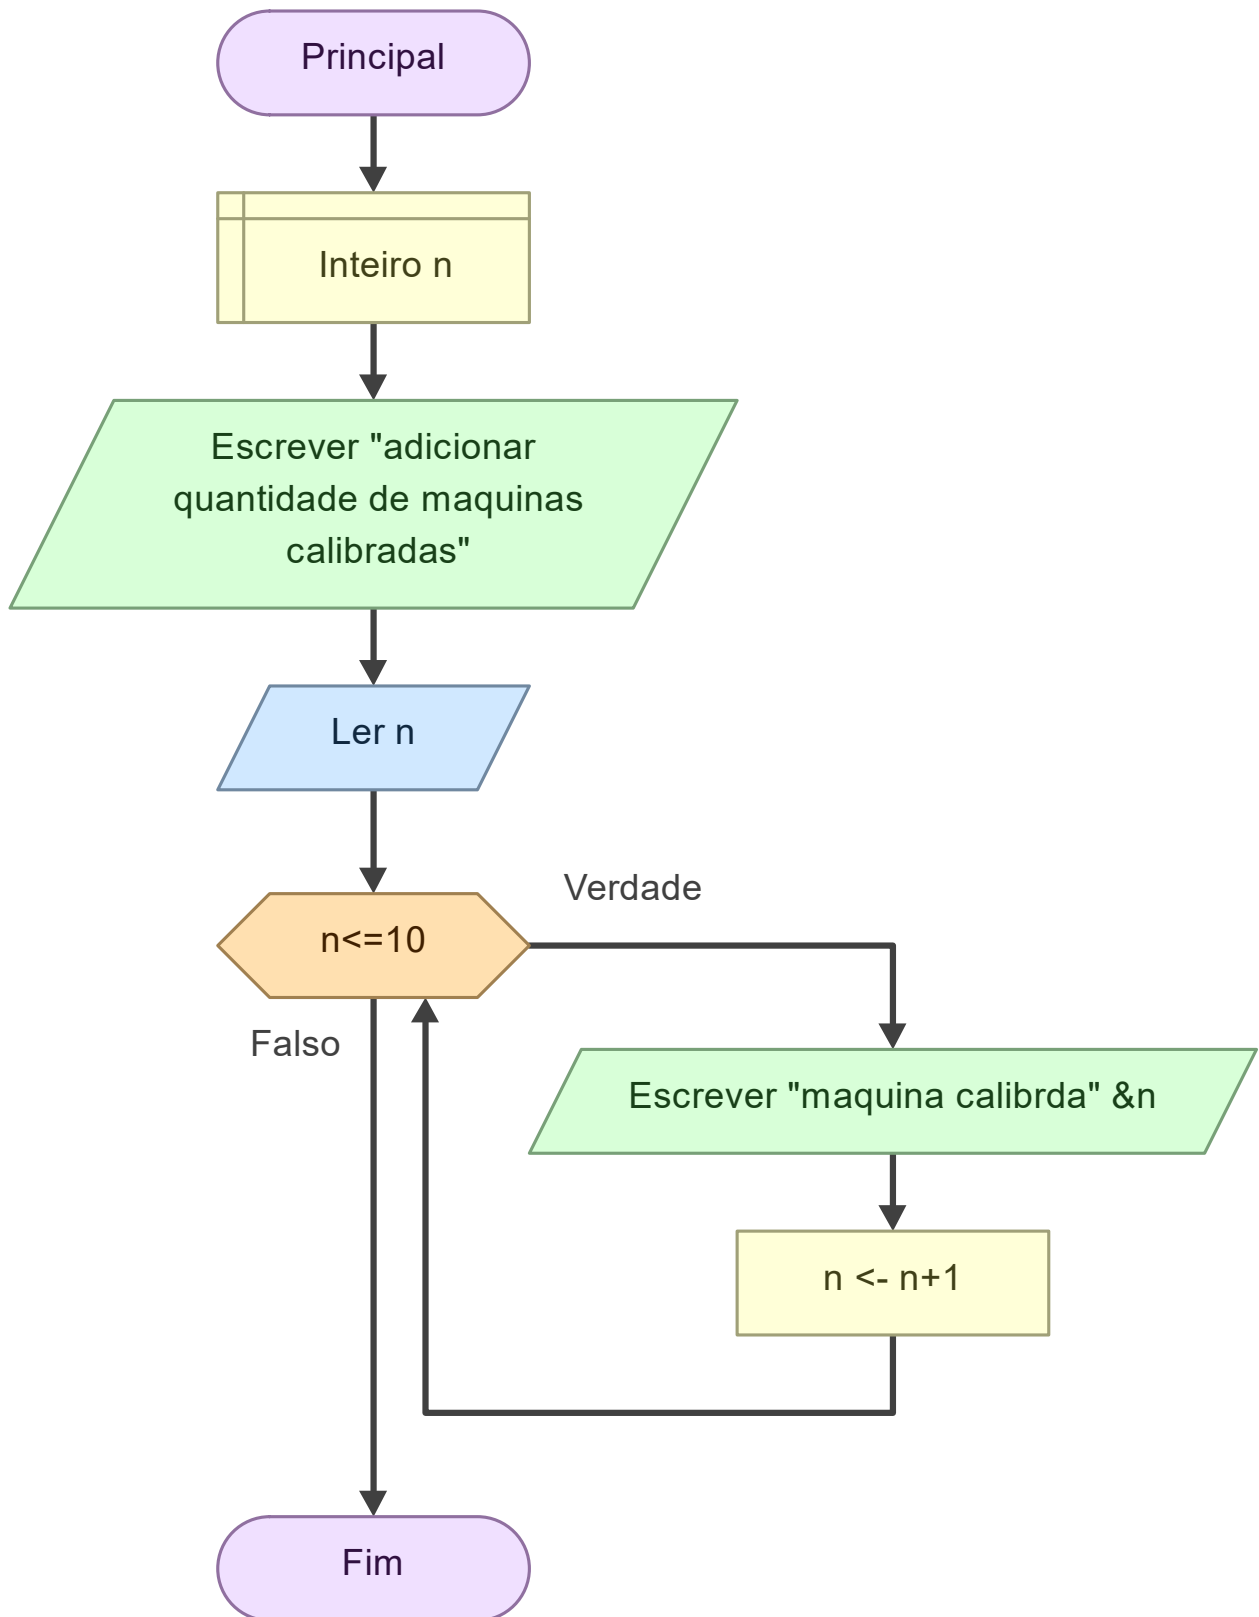 Principal
Inteiro n
Escrever "adicionar
quantidade de maquinas
calibradas"
Ler n
n<=10
Verdade
Falso
Escrever "maquina calibrda" &n
n <- n+1
Fim